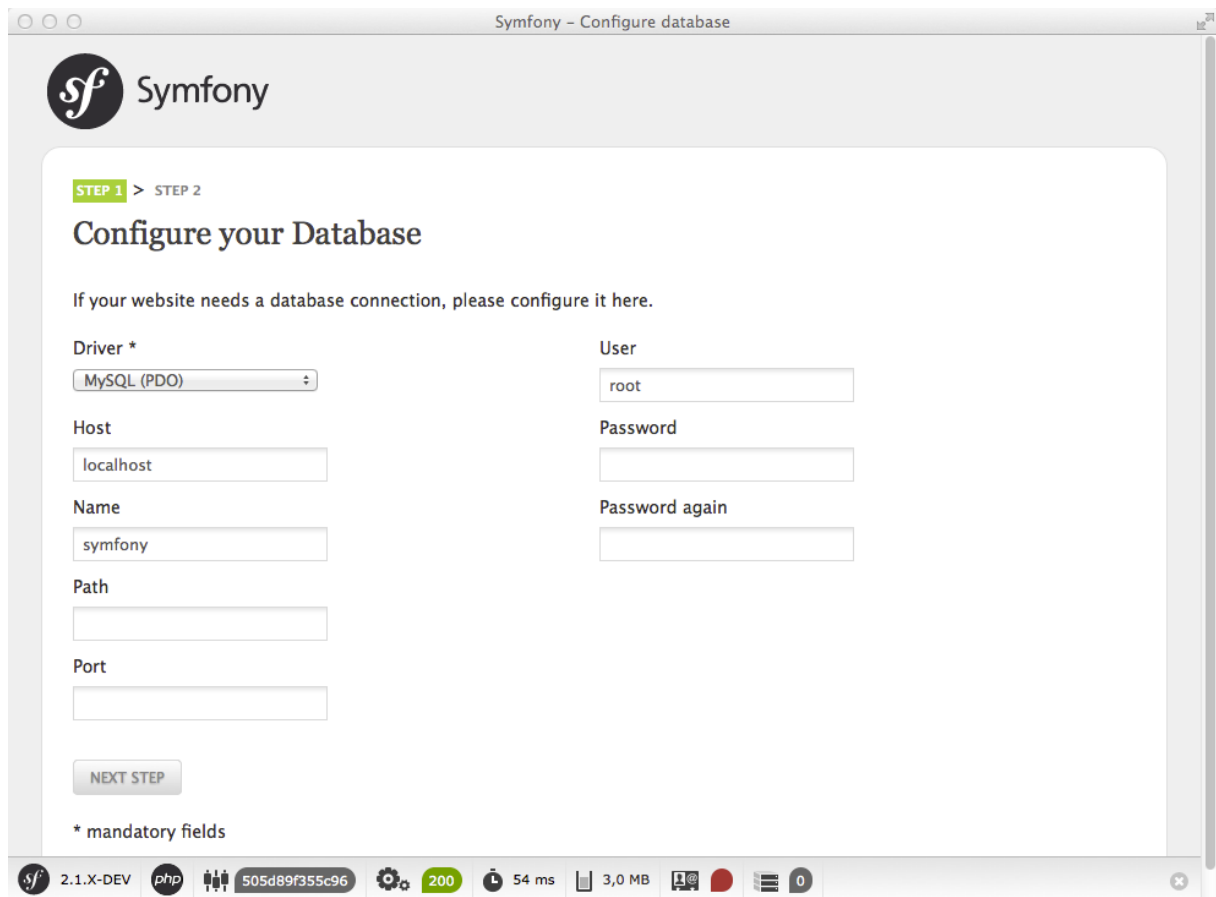 Symfony – Configure database
sf Symfony
STEP 1 > STEP 2
Configure your Database
If your website needs a database connection, please configure it here.
Driver *
MySQL (PDO)
Host
localhost
Name
symfony
Path
Port
User
root
Password
Password again
NEXT STEP
* mandatory fields
sf 2.1.X-DEV php 505d89f355c96 200 54 ms 3,0 MB @ 0